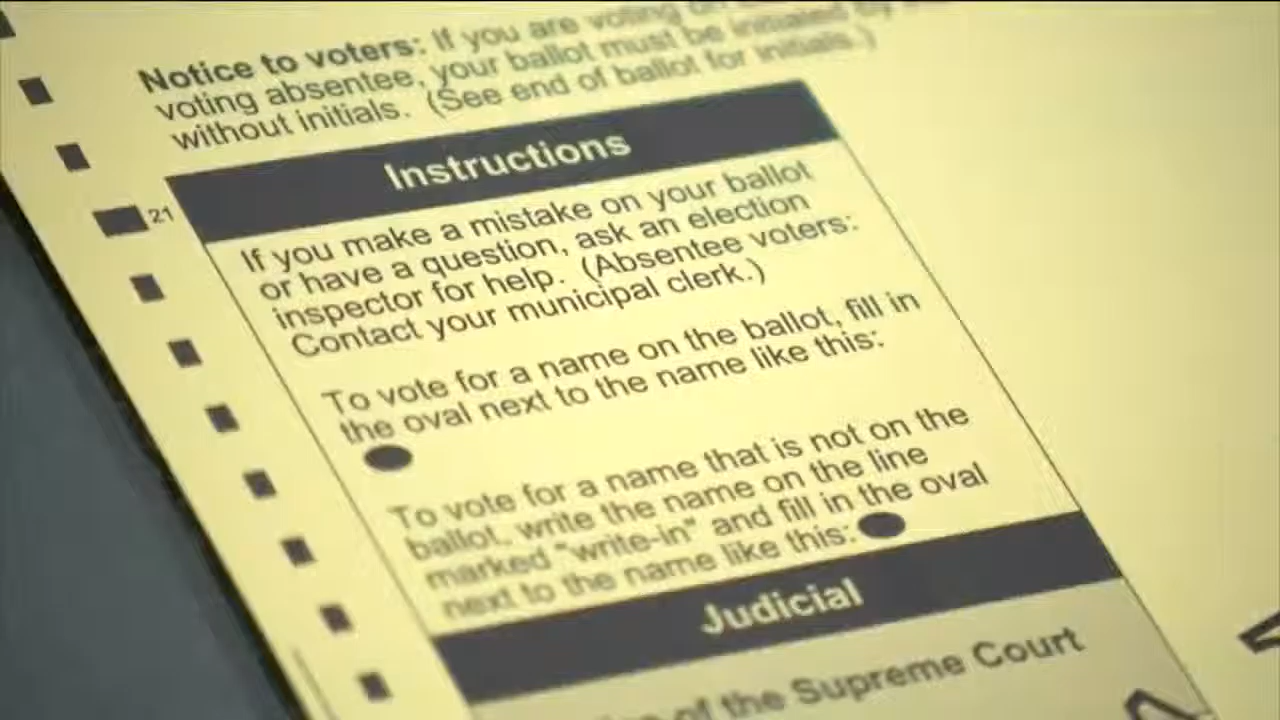 Notice to voters: If you are voting on
voting absentee, your ballot must be initialed by
without initials. (See end of ballot for initials.)
Instructions
21
If you make a mistake on your ballot
or have a question, ask an election
inspector for help. (Absentee voters:
Contact your municipal clerk.)
To vote for a name on the ballot, fill in
the oval next to the name like this:
To vote for a name that is not on the
ballot, write the name on the line
marked "write-in" and fill in the oval
next to the name like this:
Judicial
of the Supreme Court